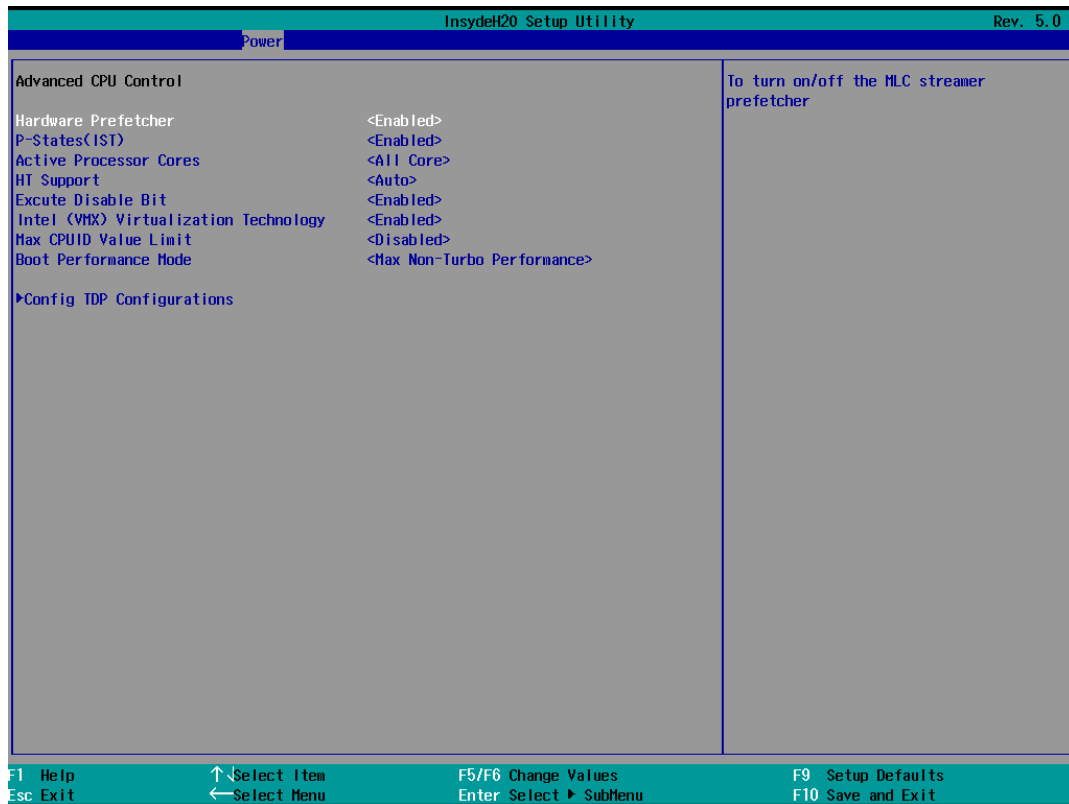 InsydeH20 Setup Utility Rev. 5.0
Power
Advanced CPU Control
Hardware Prefetcher <Enabled>
P-States(IST) <Enabled>
Active Processor Cores <All Core>
HT Support <Auto>
Excute Disable Bit <Enabled>
Intel (VMX) Virtualization Technology <Enabled>
Max CPUID Value Limit <Disabled>
Boot Performance Mode <Max Non-Turbo Performance>
▶Config TDP Configurations
To turn on/off the MLC streamer
prefetcher
F1 Help ↑↓Select Item F5/F6 Change Values F9 Setup Defaults
Esc Exit ←Select Menu Enter Select ▶ SubMenu F10 Save and Exit